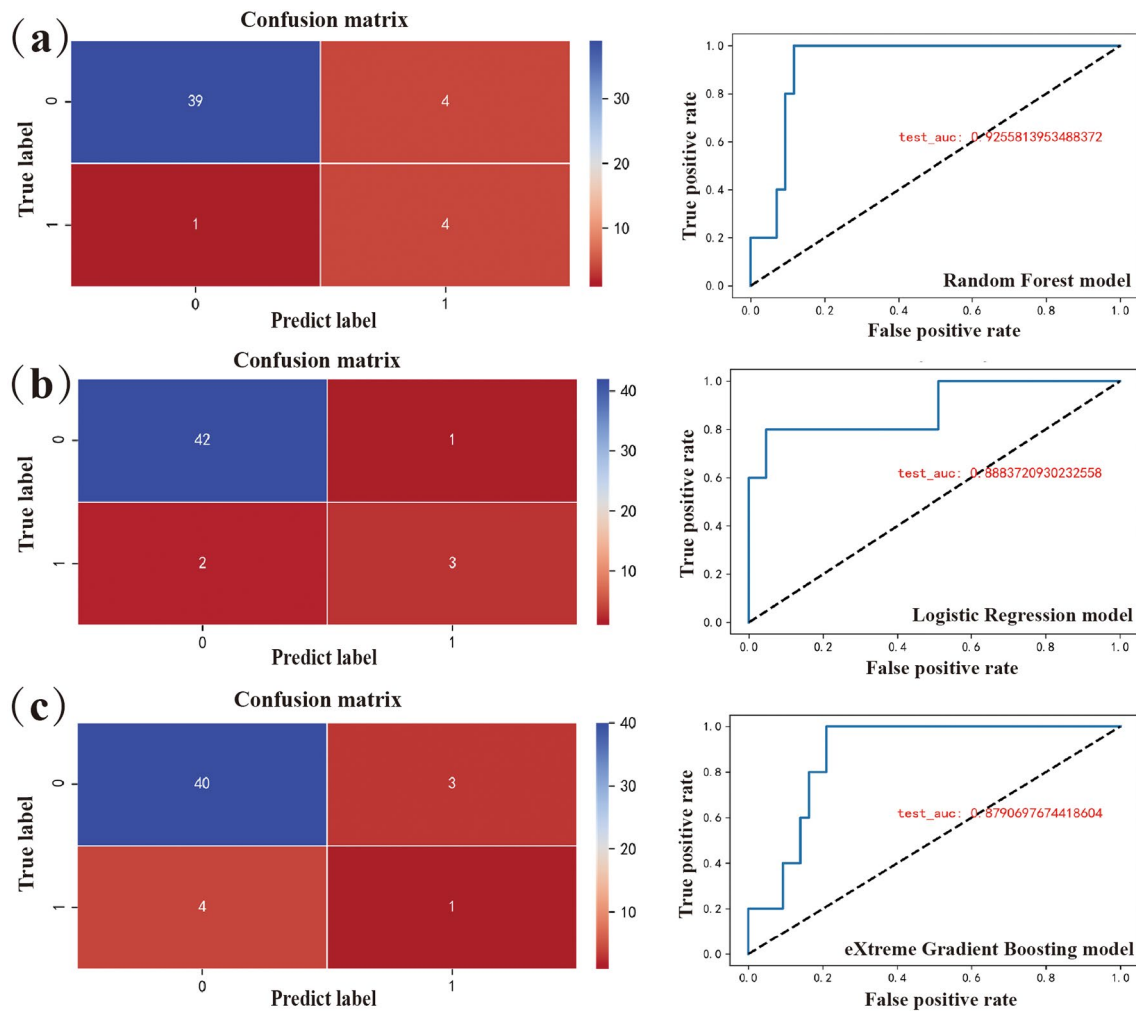 (a)
Confusion matrix
39
4
1
4
0
1
True label
0
1
Predict label
30
20
10
1.0
0.8
0.6
0.4
0.2
0.0
True positive rate
test_auc: 0.9255813953488372
Random Forest model
0.0
0.2
0.4
0.6
0.8
1.0
False positive rate
(b)
Confusion matrix
42
1
2
3
0
1
True label
0
1
Predict label
40
30
20
10
1.0
0.8
0.6
0.4
0.2
0.0
True positive rate
test_auc: 0.8883720930232558
Logistic Regression model
0.0
0.2
0.4
0.6
0.8
1.0
False positive rate
(c)
Confusion matrix
40
3
4
1
0
1
True label
0
1
Predict label
40
30
20
10
1.0
0.8
0.6
0.4
0.2
0.0
True positive rate
test_auc: 0.8790697674418604
eXtreme Gradient Boosting model
0.0
0.2
0.4
0.6
0.8
1.0
False positive rate